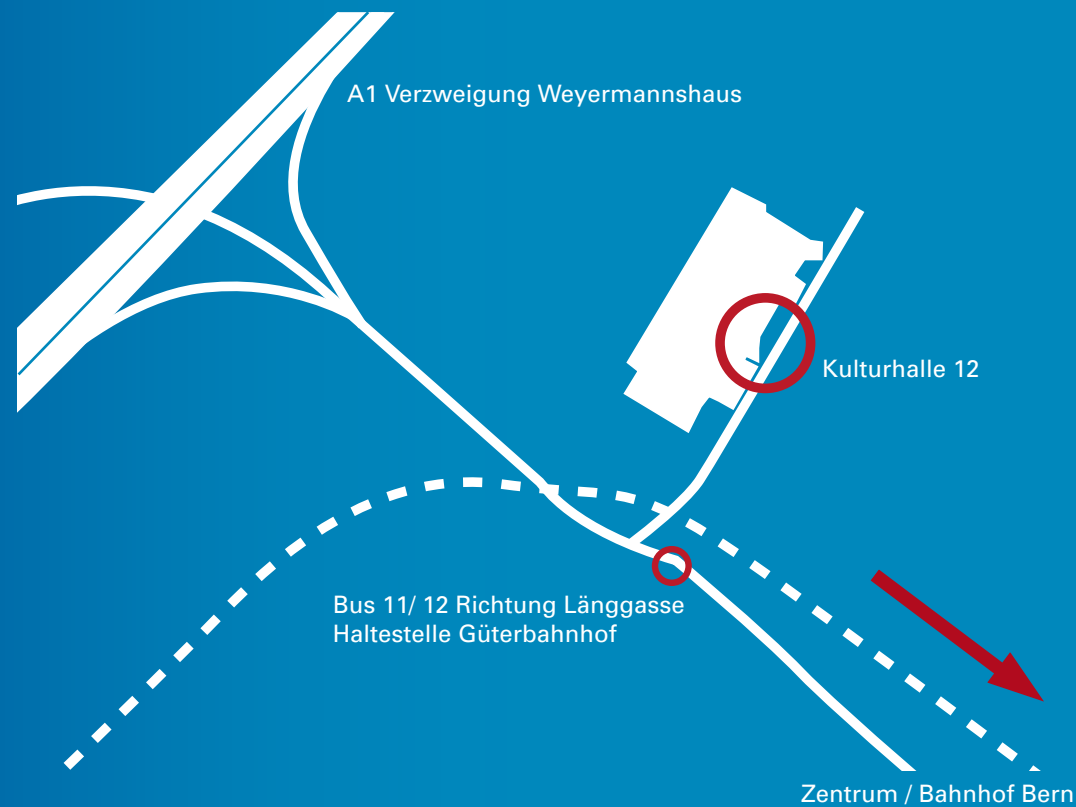 A1 Verzweigung Weyermannshaus
Kulturhalle 12
Bus 11/ 12 Richtung Länggasse
Haltestelle Güterbahnhof
Zentrum / Bahnhof Bern